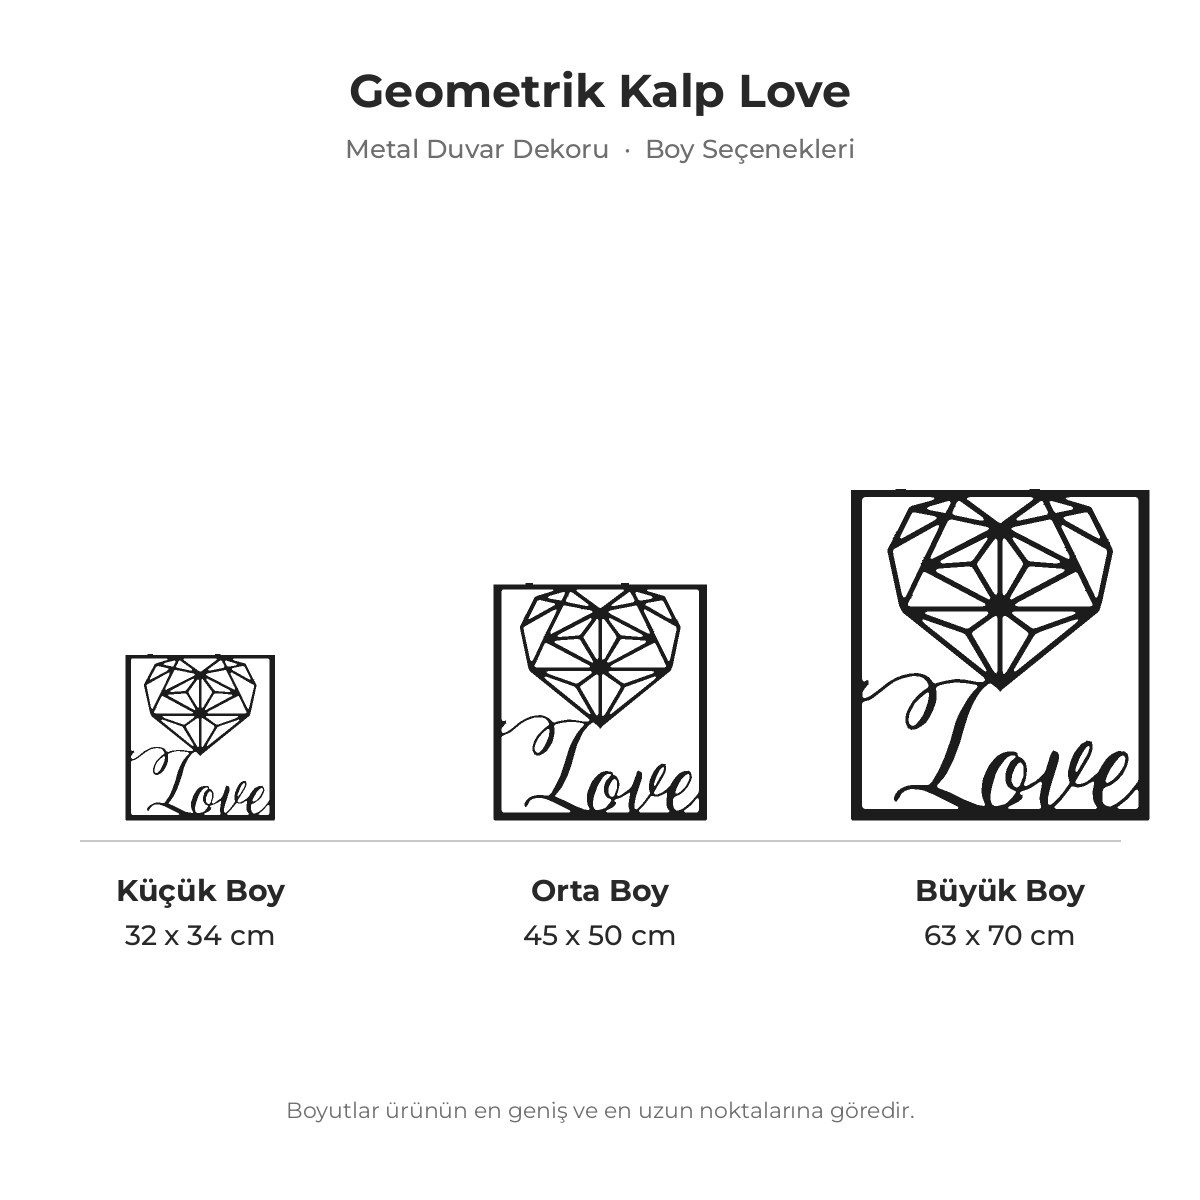 Geometrik Kalp Love
Metal Duvar Dekoru · Boy Seçenekleri
Love
Love
Love
Küçük Boy
32 x 34 cm
Orta Boy
45 x 50 cm
Büyük Boy
63 x 70 cm
Boyutlar ürünün en geniş ve en uzun noktalarına göredir.